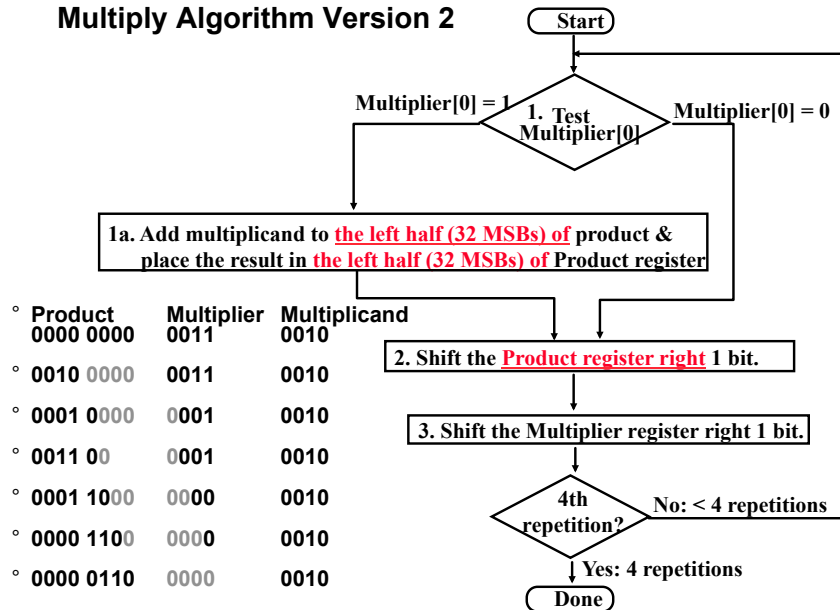 Multiply Algorithm Version 2
Start
Multiplier[0] = 1
1. Test
Multiplier[0]
Multiplier[0] = 0
1a. Add multiplicand to the left half (32 MSBs) of product &
place the result in the left half (32 MSBs) of Product register
° Product Multiplier Multiplicand
0000 0000 0011 0010
° 0010 0000 0011 0010
° 0001 0000 0001 0010
° 0011 00 0001 0010
° 0001 1000 0000 0010
° 0000 1100 0000 0010
° 0000 0110 0000 0010
2. Shift the Product register right 1 bit.
3. Shift the Multiplier register right 1 bit.
4th
repetition?
No: < 4 repetitions
Yes: 4 repetitions
Done